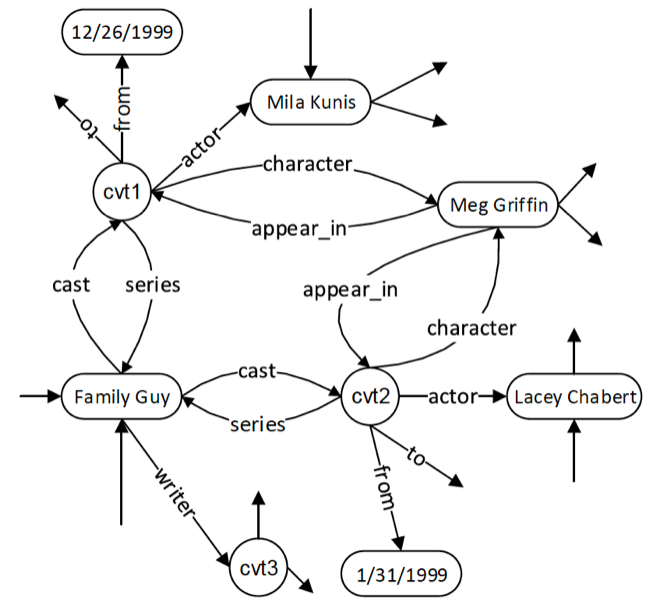 12/26/1999
from
to
actor
Mila Kunis
cvt1
character
appear_in
Meg Griffin
cast
series
appear_in
character
Family Guy
cast
series
cvt2
actor
Lacey Chabert
to
from
writer
cvt3
1/31/1999